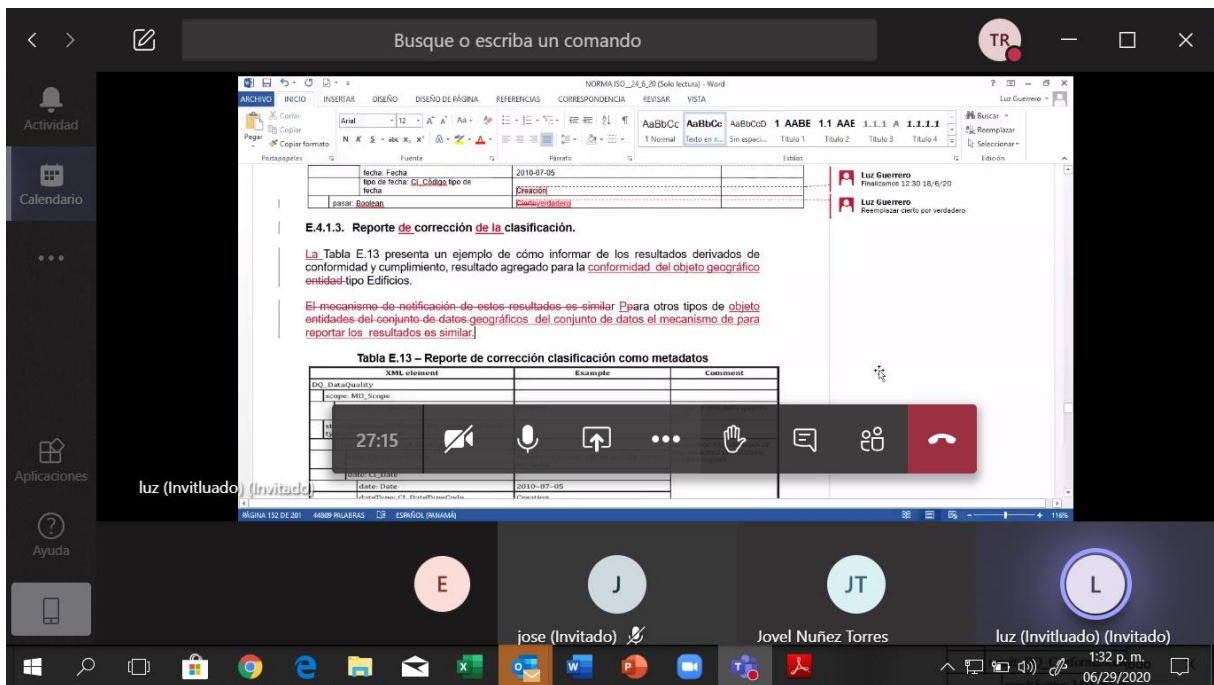 Busque o escriba un comando
TR
Actividad
Calendario
Aplicaciones
Ayuda
NORMA ISO__24_6_20 (Solo lectura) - Word
Luz Guerrero
ARCHIVO INICIO INSERTAR DISEÑO DISEÑO DE PÁGINA REFERENCIAS CORRESPONDENCIA REVISAR VISTA
Pegar
Cortar
Copiar
Copiar formato
Arial 12
N K S abc x, x'
AaBbCc AaBbCc AaBbCcD 1 AABE 1.1 AAE 1.1.1 A 1.1.1.1
1 Normal Texto en n... Sin espaci... Título 1 Título 2 Título 3 Título 4
Buscar
Reemplazar
Seleccionar
Portapapeles Fuente Párrafo Estilos Edición
fecha: Fecha 2010-07-05
tipo de fecha: CI_Código tipo de fecha Creación
pasar: Boolean Ciertoverdadero
Luz Guerrero
Finalizamos 12:30 18/6/20
Luz Guerrero
Reemplazar cierto por verdadero
E.4.1.3. Reporte de corrección de la clasificación.
La Tabla E.13 presenta un ejemplo de cómo informar de los resultados derivados de
conformidad y cumplimiento, resultado agregado para la conformidad del objeto geográfico
entidad tipo Edificios.
El mecanismo de notificación de estos resultados es similar Ppara otros tipos de objeto
entidades del conjunto de datos.geográficos del conjunto de datos el mecanismo de para
reportar los resultados es similar.
Tabla E.13 – Reporte de corrección clasificación como metadatos
XML element Example Comment
DQ_DataQuality
scope: MD_Scope
27:15
date: CI_Date
date: Date 2010-07-05
dateType: CI_DateTypeCode Creation
luz (Invitluado) (Invitado)
PÁGINA 152 DE 201 44809 PALABRAS ESPAÑOL (PANAMÁ) 116%
E
J
jose (Invitado)
JT
Jovel Nuñez Torres
L
luz (Invitluado) (Invitado)
1:32 p. m.
06/29/2020